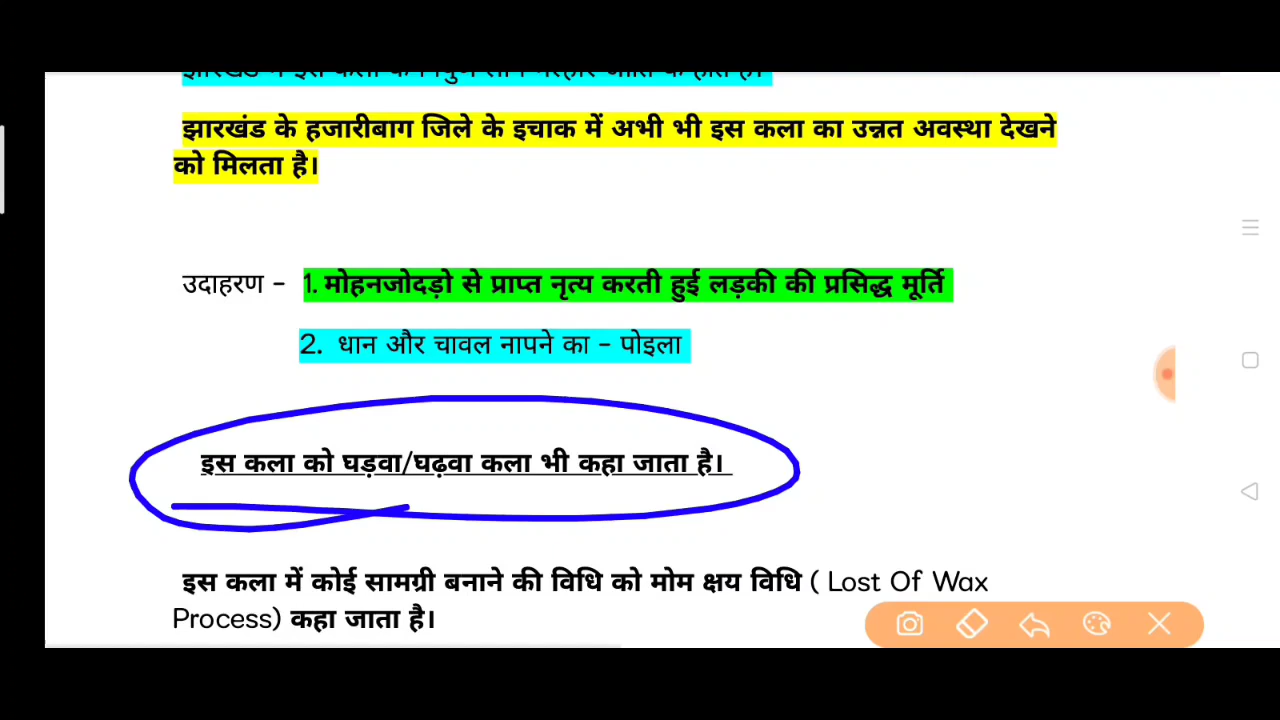 झारखंड के हजारीबाग जिले के इचाक में अभी भी इस कला का उन्नत अवस्था देखने
को मिलता है।
उदाहरण - 1. मोहनजोदड़ो से प्राप्त नृत्य करती हुई लड़की की प्रसिद्ध मूर्ति
2. धान और चावल नापने का - पोइला
इस कला को घड़वा/घढ़वा कला भी कहा जाता है।
इस कला में कोई सामग्री बनाने की विधि को मोम क्षय विधि ( Lost Of Wax
Process) कहा जाता है।